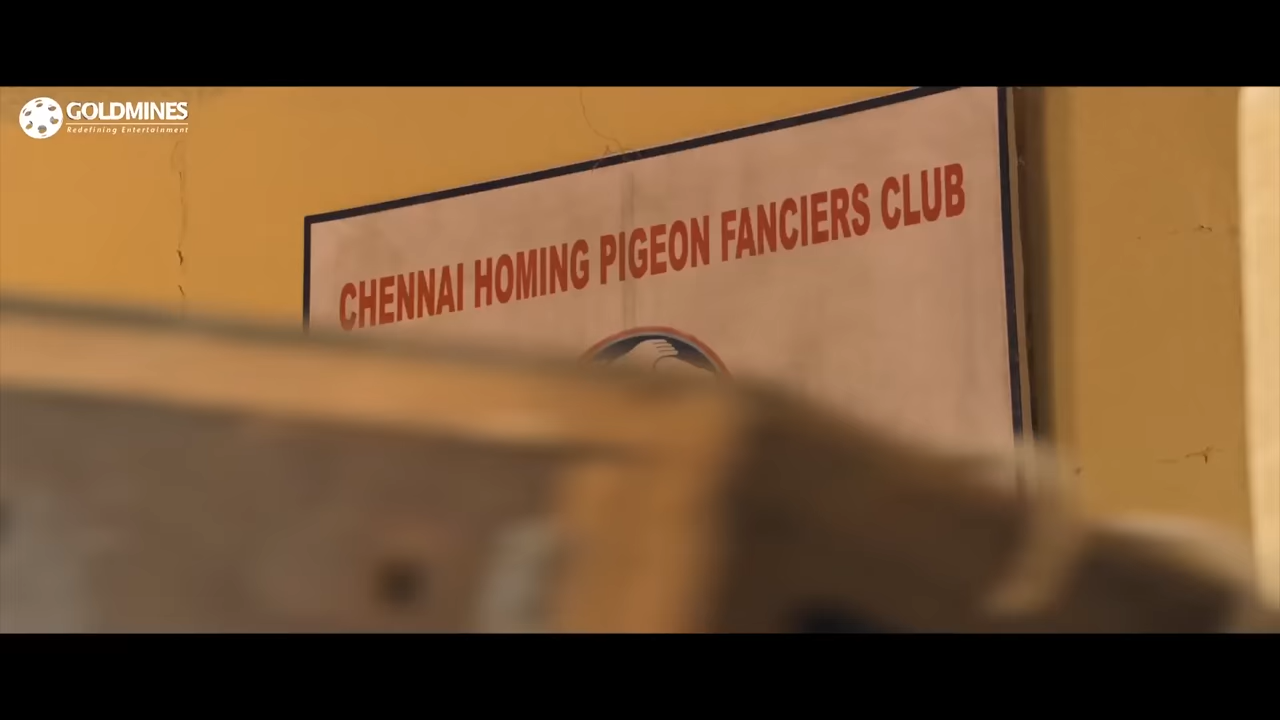 GOLDMINES
Redefining Entertainment
CHENNAI HOMING PIGEON FANCIERS CLUB